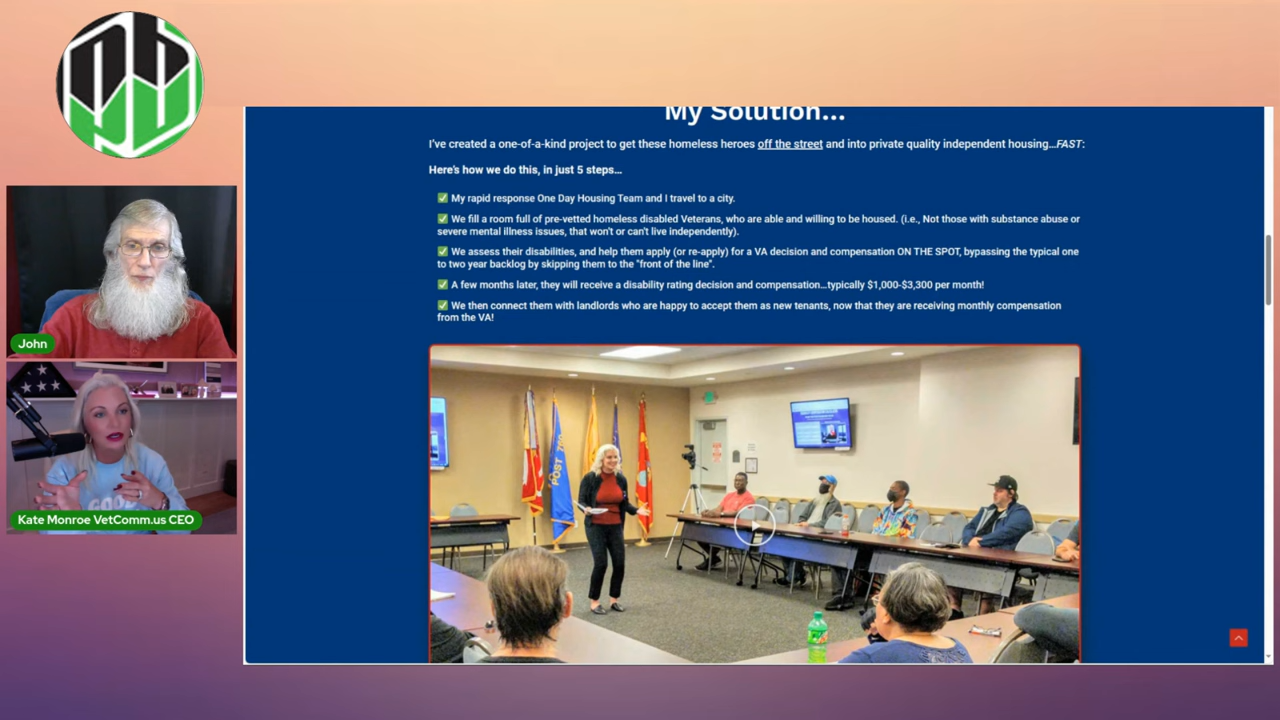 My Solution...
I've created a one-of-a-kind project to get these homeless heroes off the street and into private quality independent housing...FAST:
Here's how we do this, in just 5 steps...
✅ My rapid response One Day Housing Team and I travel to a city.
✅ We fill a room full of pre-vetted homeless disabled Veterans, who are able and willing to be housed. (i.e., Not those with substance abuse or
severe mental illness issues, that won't or can't live independently).
✅ We assess their disabilities, and help them apply (or re-apply) for a VA decision and compensation ON THE SPOT, bypassing the typical one
to two year backlog by skipping them to the "front of the line".
✅ A few months later, they will receive a disability rating decision and compensation...typically $1,000-$3,300 per month!
✅ We then connect them with landlords who are happy to accept them as new tenants, now that they are receiving monthly compensation
from the VA!
John
Kate Monroe VetComm.us CEO
POST